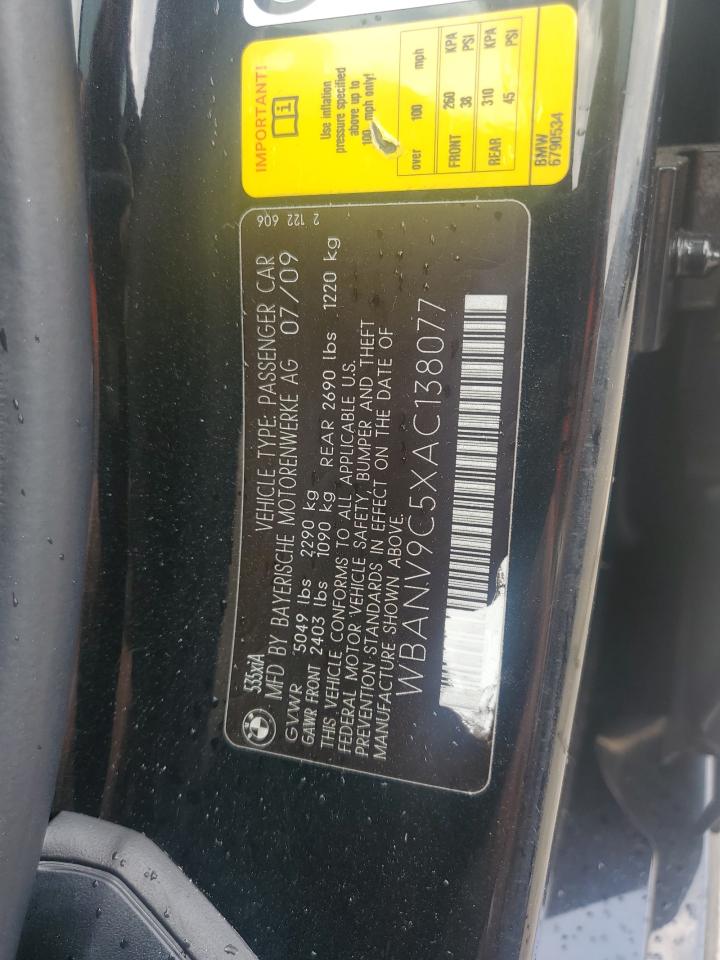 535xiA
VEHICLE TYPE: PASSENGER CAR
MFD BY BAYERISCHE MOTORENWERKE AG 07/09
GVWR 5049 lbs 2290 kg
GAWR FRONT 2403 lbs 1090 kg REAR 2690 lbs 1220 kg
THIS VEHICLE CONFORMS TO ALL APPLICABLE U.S.
FEDERAL MOTOR VEHICLE SAFETY, BUMPER AND THEFT
PREVENTION STANDARDS IN EFFECT ON THE DATE OF
MANUFACTURE SHOWN ABOVE.
WBANV9C5XAC138077
2 122 606
IMPORTANT!
Use inflation
pressure specified
above up to
100 mph only!
over 100 mph
FRONT 260 KPA
38 PSI
REAR 310 KPA
45 PSI
BMW
6790534